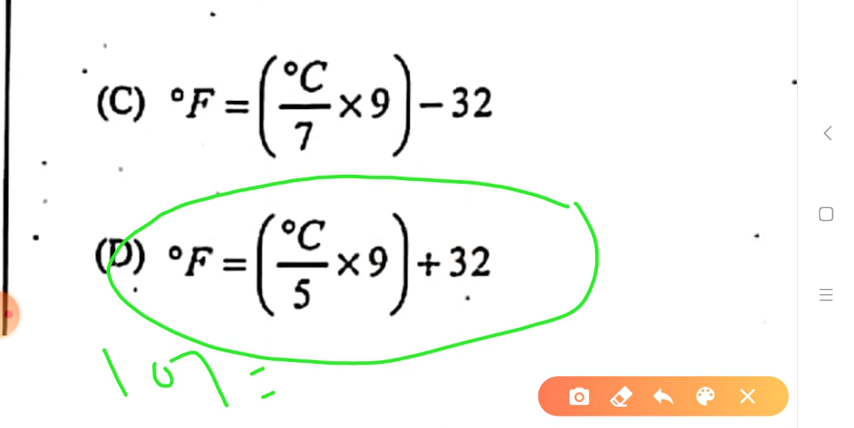 (C) °F = (°C/7 × 9) − 32
(D) °F = (°C/5 × 9) + 32
107 =